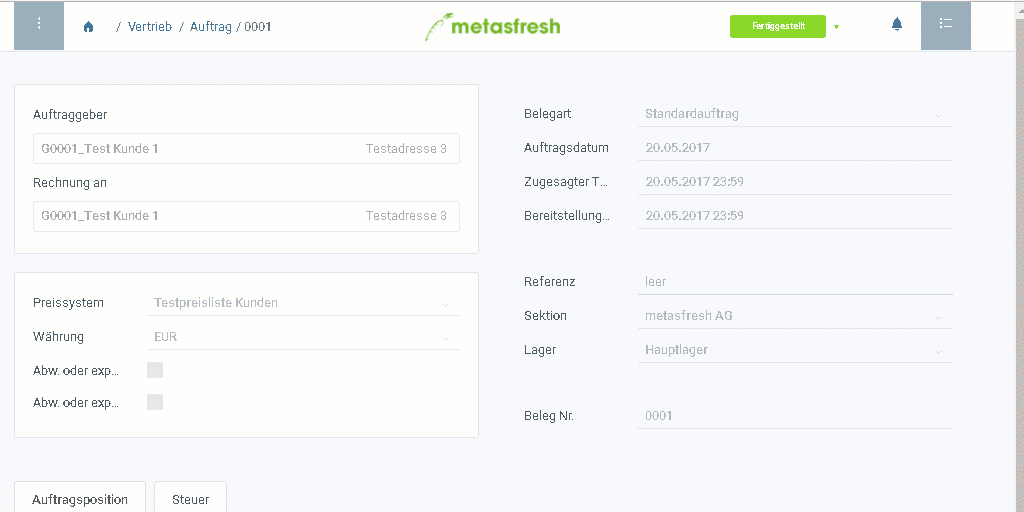 / Vertrieb / Auftrag / 0001
metasfresh
Fertiggestellt
Auftraggeber
G0001_Test Kunde 1 Testadresse 3
Rechnung an
G0001_Test Kunde 1 Testadresse 3
Preissystem Testpreisliste Kunden
Währung EUR
Abw. oder exp...
Abw. oder exp...
Belegart Standardauftrag
Auftragsdatum 20.05.2017
Zugesagter T... 20.05.2017 23:59
Bereitstellung... 20.05.2017 23:59
Referenz leer
Sektion metasfresh AG
Lager Hauptlager
Beleg Nr. 0001
Auftragsposition Steuer